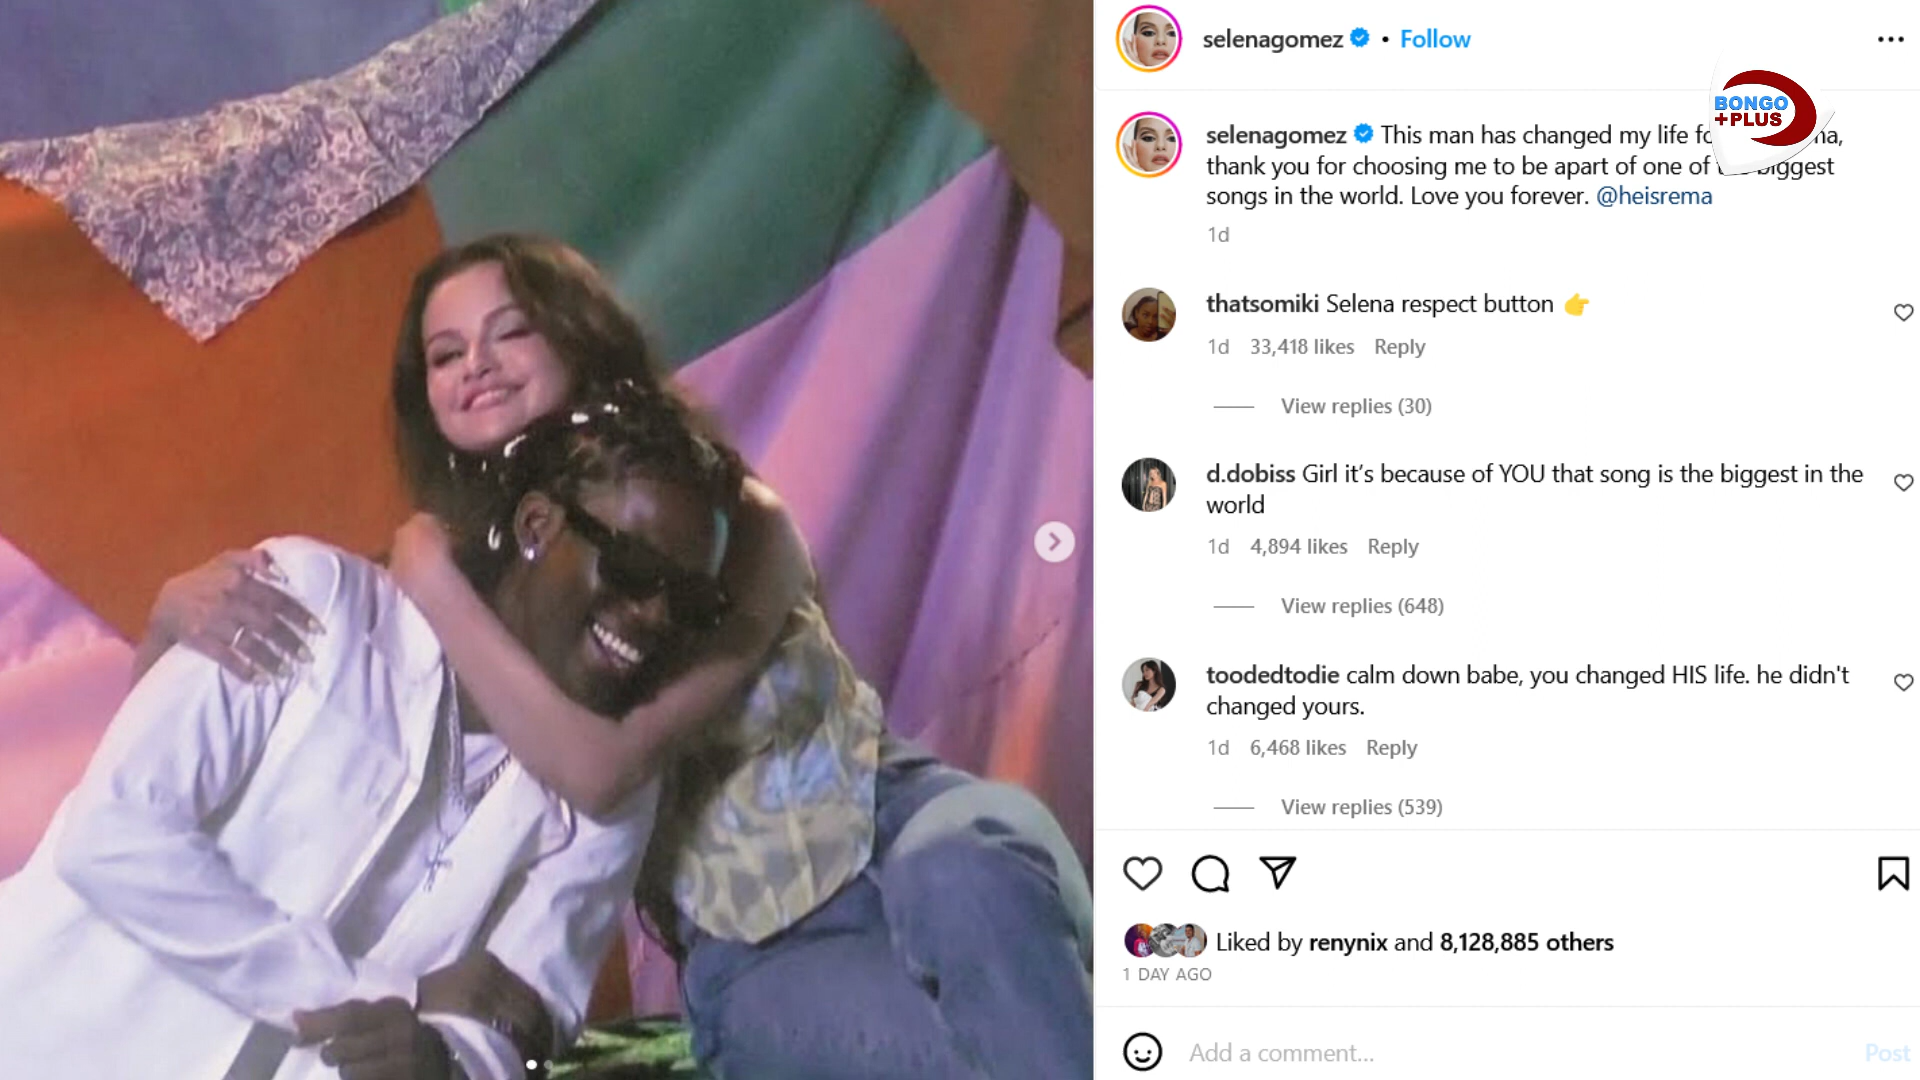 selenagomez • Follow
BONGO
+PLUS
selenagomez This man has changed my life
thank you for choosing me to be apart of one of biggest
songs in the world. Love you forever. @heisrema
1d
thatsomiki Selena respect button 👉
1d 33,418 likes Reply
View replies (30)
d.dobiss Girl it’s because of YOU that song is the biggest in the
world
1d 4,894 likes Reply
View replies (648)
toodedtodie calm down babe, you changed HIS life. he didn't
changed yours.
1d 6,468 likes Reply
View replies (539)
Liked by renynix and 8,128,885 others
1 DAY AGO
Add a comment...
Post